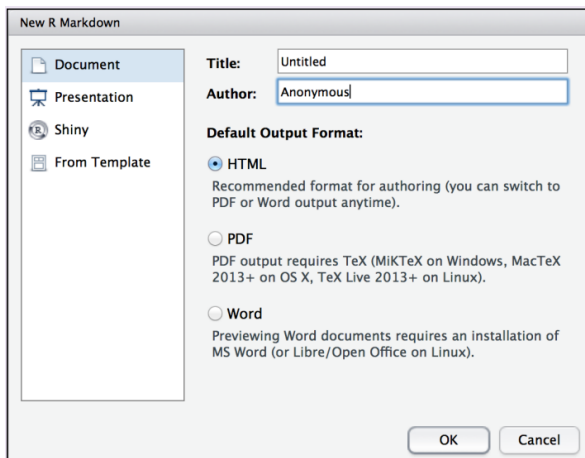 New R Markdown
Document
Presentation
Shiny
From Template
Title: Untitled
Author: Anonymous
Default Output Format:
HTML
Recommended format for authoring (you can switch to
PDF or Word output anytime).
PDF
PDF output requires TeX (MiKTeX on Windows, MacTeX
2013+ on OS X, TeX Live 2013+ on Linux).
Word
Previewing Word documents requires an installation of
MS Word (or Libre/Open Office on Linux).
OK Cancel